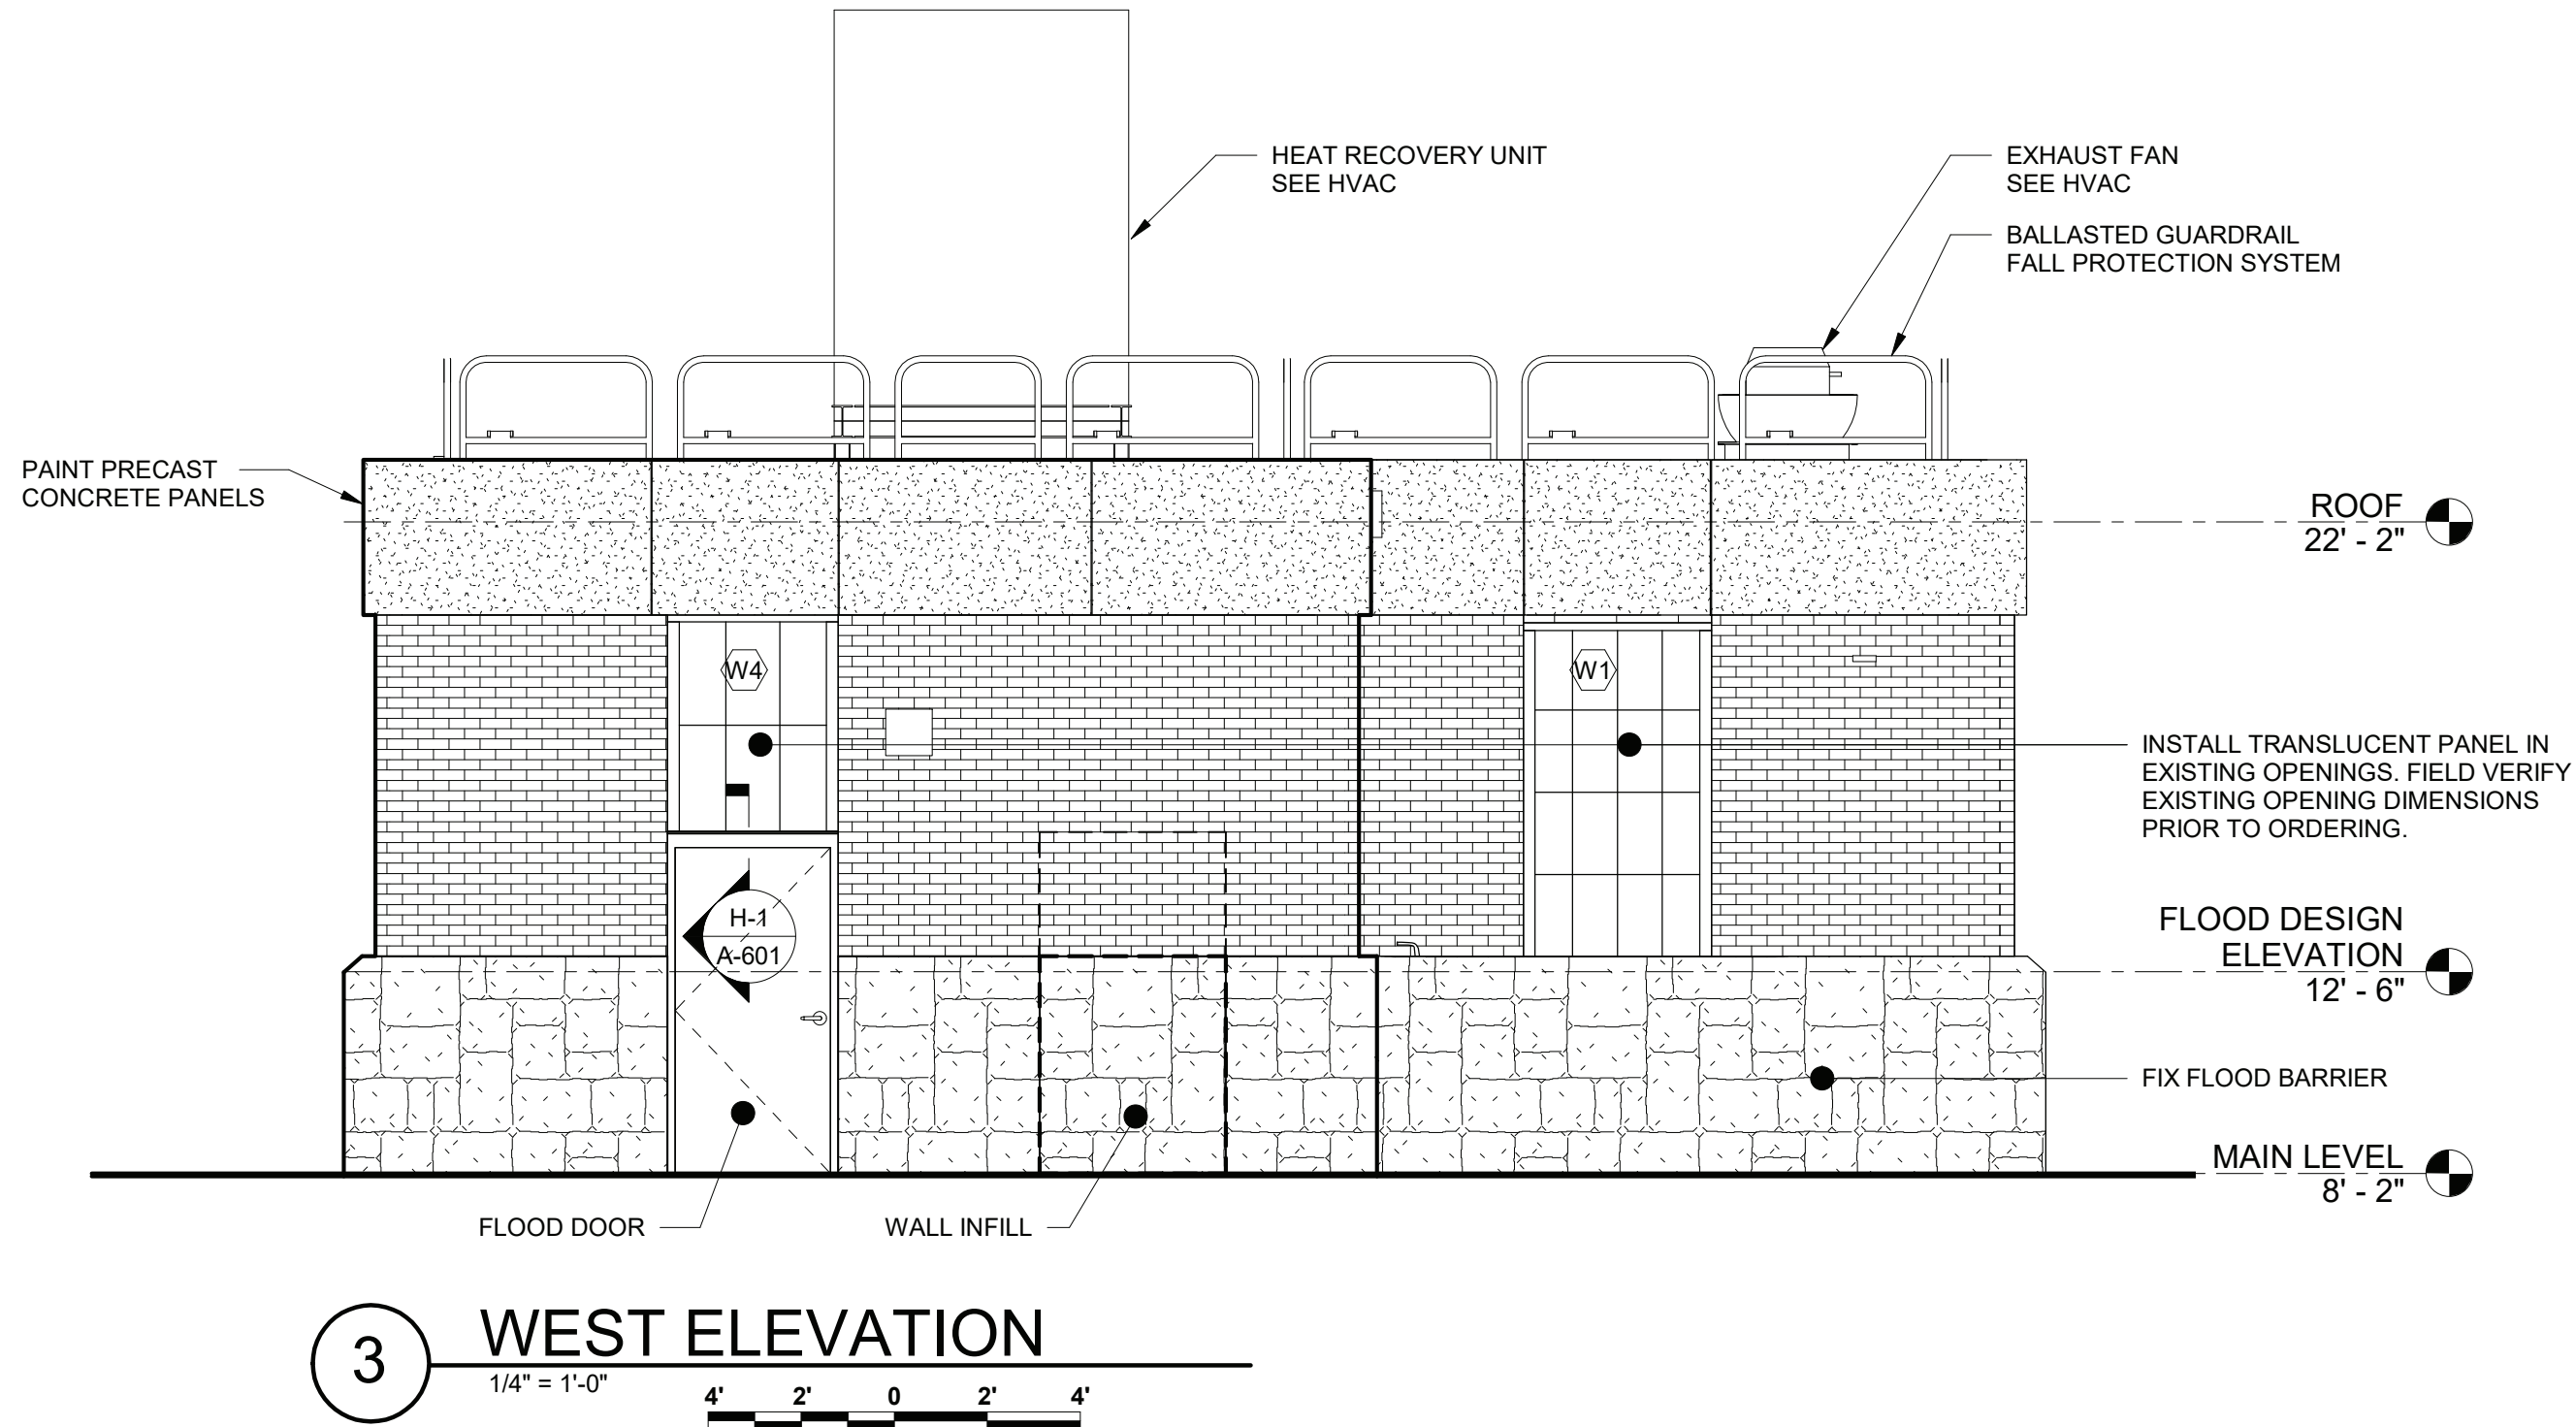 HEAT RECOVERY UNIT
SEE HVAC
EXHAUST FAN
SEE HVAC
BALLASTED GUARDRAIL
FALL PROTECTION SYSTEM
PAINT PRECAST
CONCRETE PANELS
ROOF
22' - 2"
W4
W1
INSTALL TRANSLUCENT PANEL IN
EXISTING OPENINGS. FIELD VERIFY
EXISTING OPENING DIMENSIONS
PRIOR TO ORDERING.
H-1
A-601
FLOOD DESIGN
ELEVATION
12' - 6"
FIX FLOOD BARRIER
MAIN LEVEL
8' - 2"
FLOOD DOOR
WALL INFILL
3
WEST ELEVATION
1/4" = 1'-0"
4' 2' 0 2' 4'